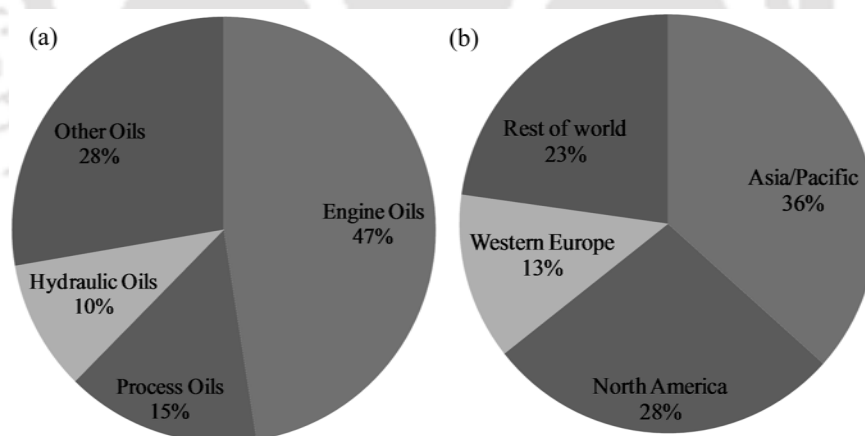 (a)
Other Oils
28%
Engine Oils
47%
Hydraulic Oils
10%
Process Oils
15%
(b)
Rest of world
23%
Asia/Pacific
36%
Western Europe
13%
North America
28%